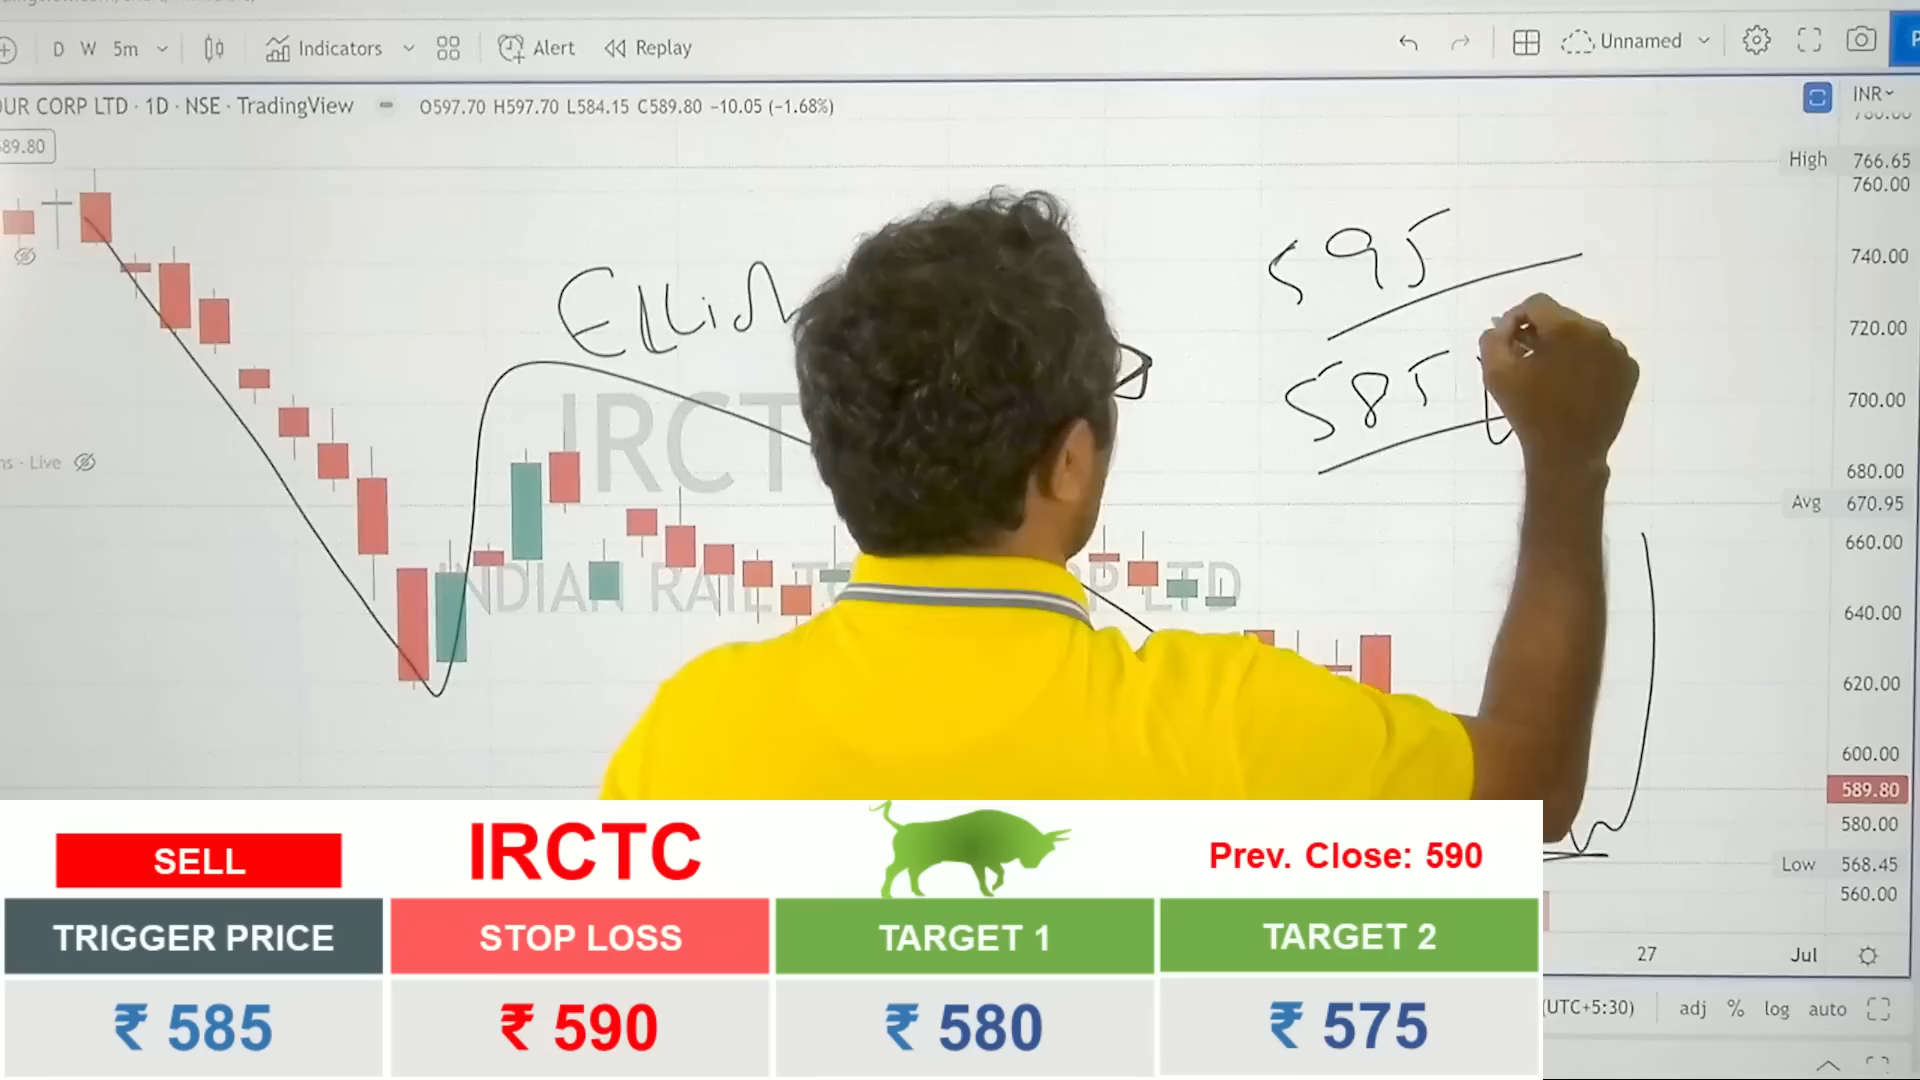 D W 5m Indicators Alert Replay Unnamed
OUR CORP LTD · 1D · NSE · TradingView O597.70 H597.70 L584.15 C589.80 −10.05 (−1.68%) INR
589.80
High 766.65
760.00
740.00
720.00
700.00
680.00
Avg 670.95
660.00
640.00
620.00
600.00
589.80
580.00
Low 568.45
560.00
595
585
IRCT
Live
INDIAN RAIL TO
P LTD
27 Jul
(UTC+5:30) adj % log auto
SELL IRCTC Prev. Close: 590
TRIGGER PRICE STOP LOSS TARGET 1 TARGET 2
₹ 585 ₹ 590 ₹ 580 ₹ 575